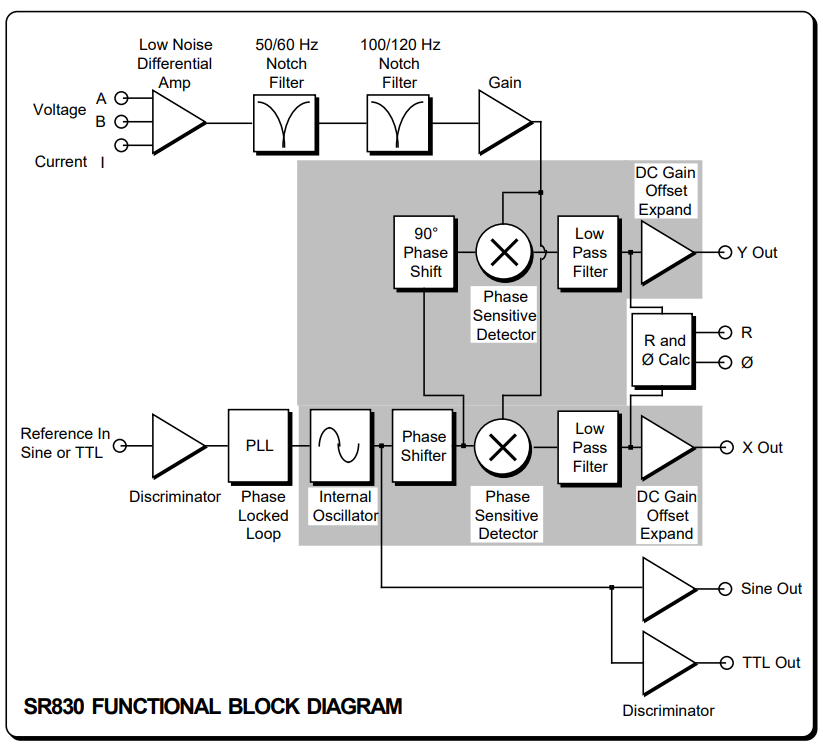 Low Noise
Differential
Amp
50/60 Hz
Notch
Filter
100/120 Hz
Notch
Filter
Gain
Voltage
A
B
Current I
DC Gain
Offset
Expand
90°
Phase
Shift
Low
Pass
Filter
Y Out
Phase
Sensitive
Detector
R and
Ø Calc
R
Ø
Reference In
Sine or TTL
Discriminator
PLL
Phase
Locked
Loop
Internal
Oscillator
Phase
Shifter
Phase
Sensitive
Detector
Low
Pass
Filter
X Out
DC Gain
Offset
Expand
Sine Out
TTL Out
Discriminator
SR830 FUNCTIONAL BLOCK DIAGRAM